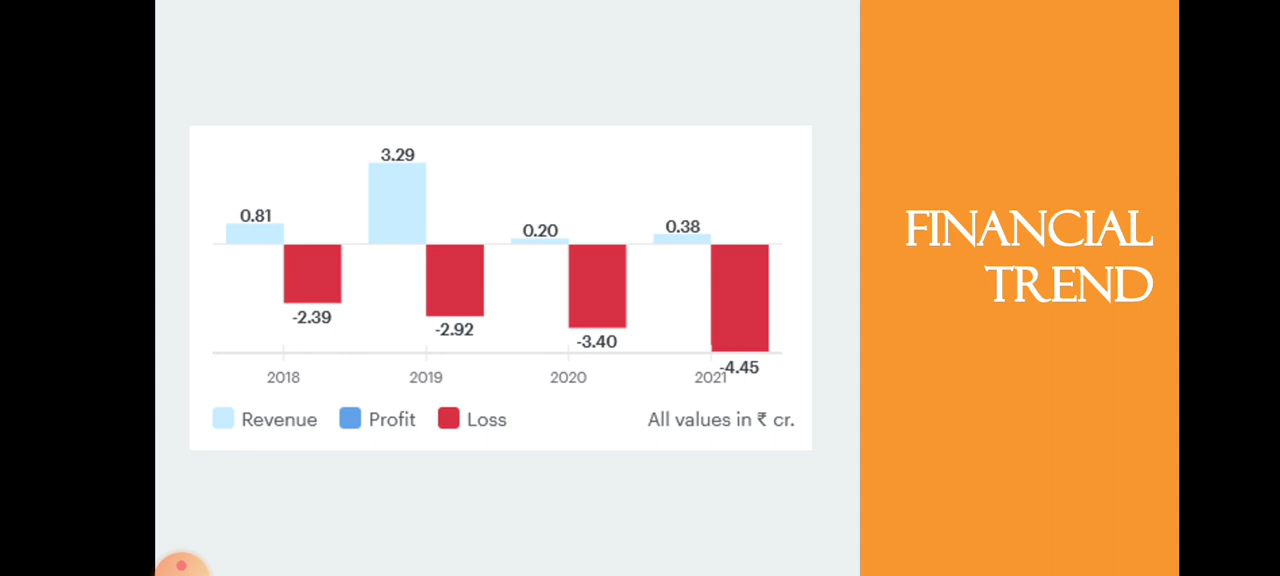 3.29
0.81
0.20
0.38
-2.39
-2.92
-3.40
-4.45
2018
2019
2020
2021
Revenue
Profit
Loss
All values in ₹ cr.
FINANCIAL
TREND